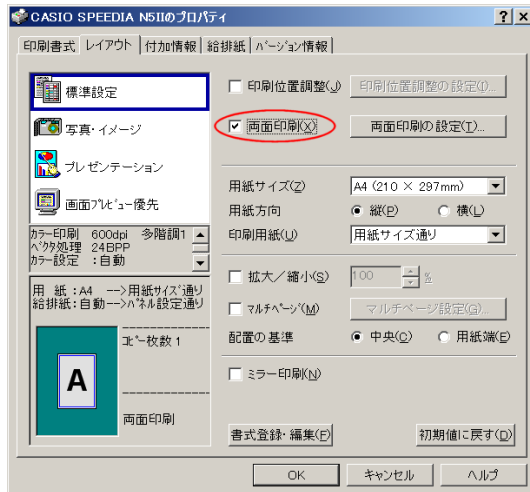 CASIO SPEEDIA N5IIのプロパティ
印刷書式 レイアウト 付加情報 給排紙 バージョン情報
標準設定
写真・イメージ
プレゼンテーション
画面プレビュー優先
カラー印刷 600dpi 多階調1
ベクタ処理 24BPP
カラー設定 :自動
用 紙:A4 -->用紙サイズ通り
給排紙:自動-->パネル設定通り
コピー枚数 1
A
両面印刷
印刷位置調整(J) 印刷位置調整の設定(I)...
両面印刷(X) 両面印刷の設定(T)...
用紙サイズ(Z) A4 (210 × 297mm)
用紙方向 縦(P) 横(L)
印刷用紙(U) 用紙サイズ通り
拡大/縮小(S) 100 %
マルチページ(M) マルチページ設定(G)...
配置の基準 中央(C) 用紙端(E)
ミラー印刷(N)
書式登録・編集(F) 初期値に戻す(D)
OK キャンセル ヘルプ